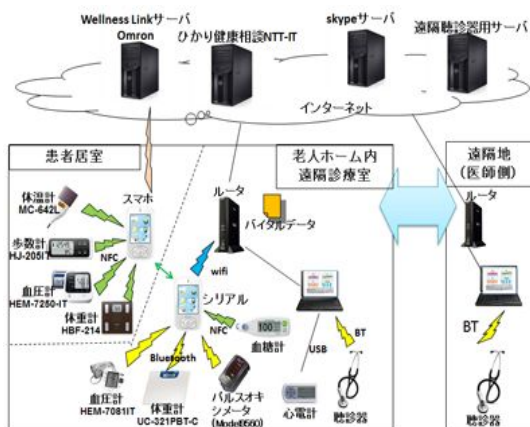 Wellness Linkサーバ
Omron
ひかり健康相談NTT-IT
skypeサーバ
遠隔聴診器用サーバ
インターネット
OR
患者居室
老人ホーム内
遠隔診療室
遠隔地
(医師側)
体温計
MC-642L
スマホ
ルータ
バイタルデータ
ルータ
歩数計
HJ-205IT
NFC
wifi
血圧計
HEM-7250-IT
シリアル
体重計
HBF-214
NFC
血糖計
USB
BT
BT
Bluetooth
血圧計
HEM-7081IT
体重計
UC-321PBT-C
パルスオキ
シメータ
(Model9560)
心電計
聴診器
聴診器